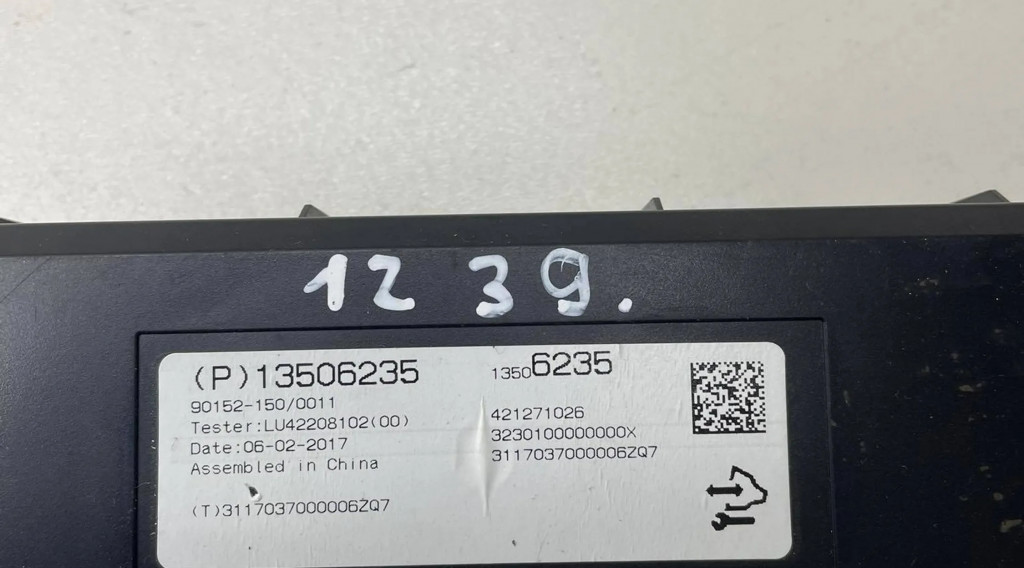 12 39.
(P)13506235
90152-150/0011
Tester:LU42208102(00)
Date:06-02-2017
Assembled in China
(T)3117037000006ZQ7
13506235
421271026
3230100000000X
3117037000006ZQ7